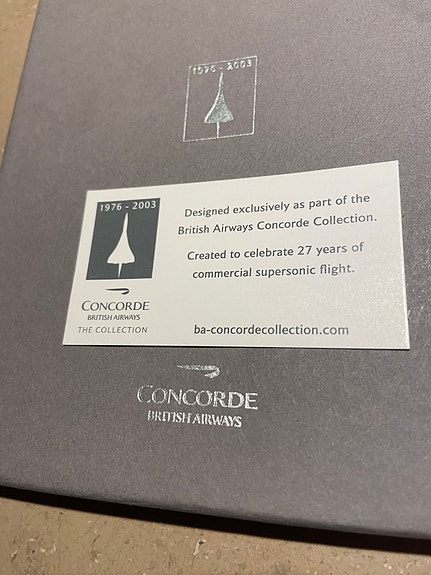 1976 - 2003
1976 - 2003
CONCORDE
BRITISH AIRWAYS
THE COLLECTION
Designed exclusively as part of the
British Airways Concorde Collection.
Created to celebrate 27 years of
commercial supersonic flight.
ba-concordecollection.com
CONCORDE
BRITISH AIRWAYS